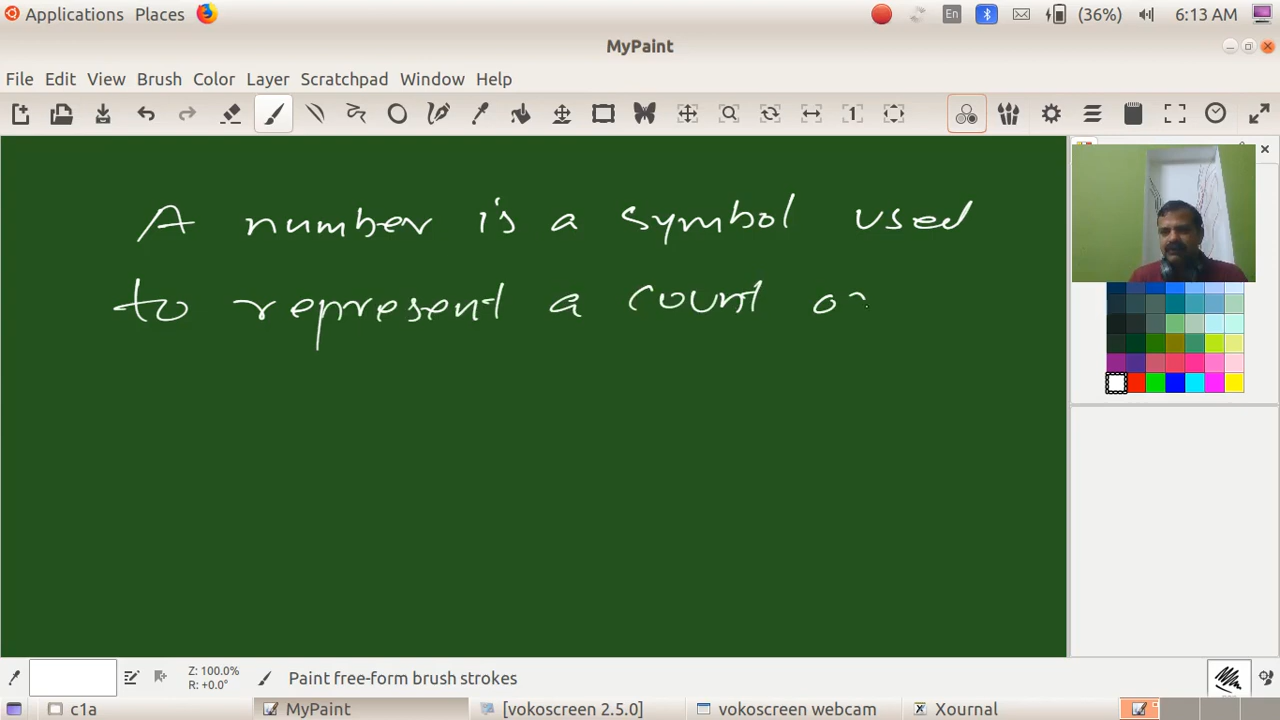 Applications Places En (36%) 6:13 AM
MyPaint
File Edit View Brush Color Layer Scratchpad Window Help
A number is a symbol used
to represent a count
Z: 100.0%
R: +0.0°
Paint free-form brush strokes
c1a MyPaint [vokoscreen 2.5.0] vokoscreen webcam Xournal